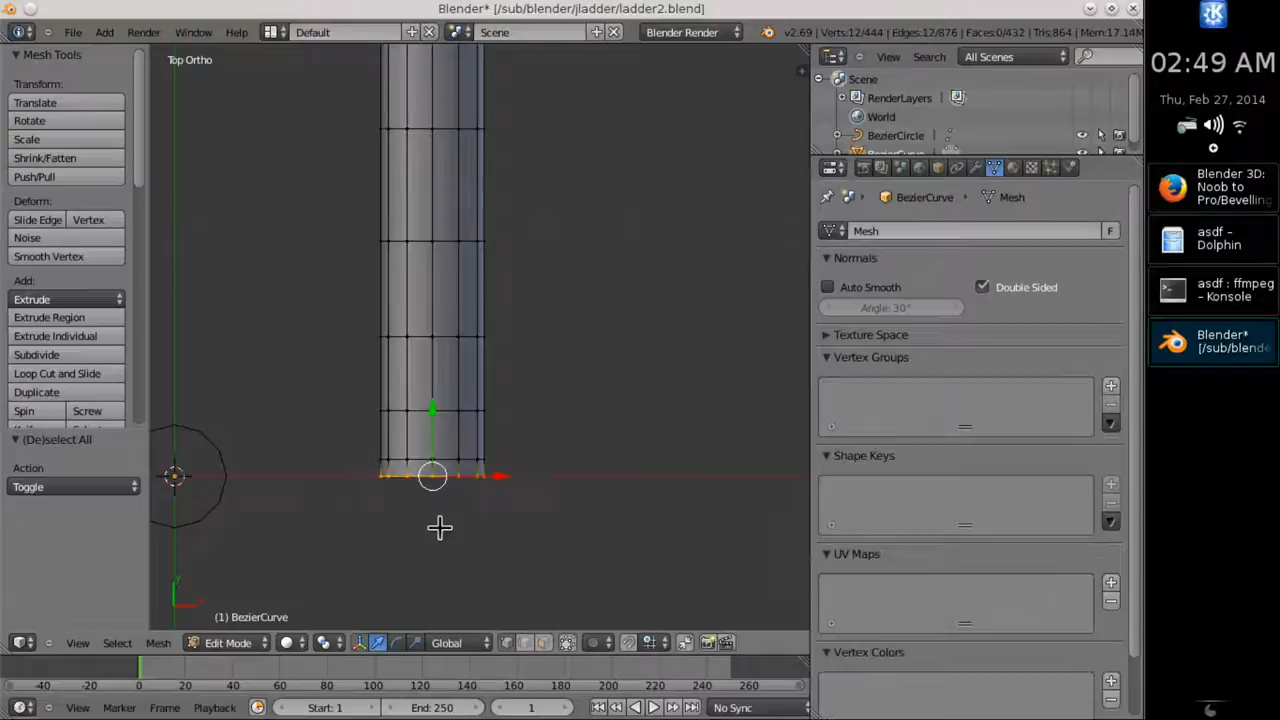 Blender* [/sub/blender/jladder/ladder2.blend]
File Add Render Window Help Default Scene Blender Render v2.69 | Verts:12/444 | Edges:12/876 | Faces:0/432 | Tris:864 | Mem:17.14M
Mesh Tools
Transform:
Translate
Rotate
Scale
Shrink/Fatten
Push/Pull
Deform:
Slide Edge Vertex
Noise
Smooth Vertex
Add:
Extrude
Extrude Region
Extrude Individual
Subdivide
Loop Cut and Slide
Duplicate
Spin Screw
(De)select All
Action
Toggle
Top Ortho
y
x
(1) BezierCurve
View Select Mesh Edit Mode Global
-40 -20 0 20 40 60 80 100 120 140 160 180 200 220 240 260
View Marker Frame Playback Start: 1 End: 250 1 No Sync
View Search All Scenes
Scene
RenderLayers
World
BezierCircle
BezierCurve
BezierCurve Mesh
Mesh F
Normals
Auto Smooth Double Sided
Angle: 30°
Texture Space
Vertex Groups
Shape Keys
UV Maps
Vertex Colors
02:49 AM
Thu, Feb 27, 2014
Blender 3D:
Noob to
Pro/Bevelling
asdf –
Dolphin
asdf : ffmpeg
– Konsole
Blender*
[/sub/blende